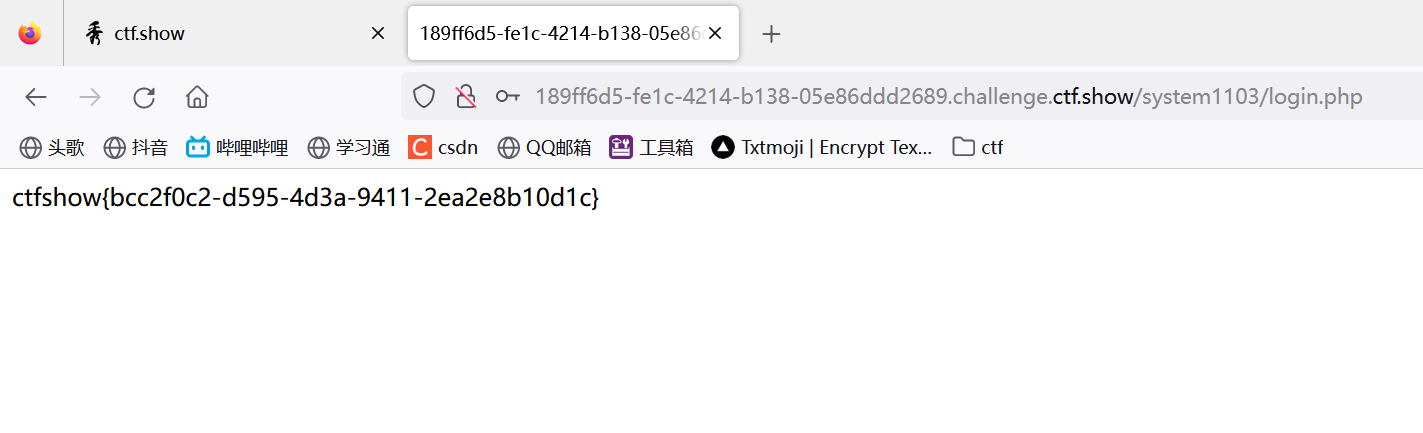 秀 ctf.show
189ff6d5-fe1c-4214-b138-05e86
189ff6d5-fe1c-4214-b138-05e86ddd2689.challenge.ctf.show/system1103/login.php
头歌 抖音 哔哩哔哩 学习通 C csdn QQ邮箱 工具箱 Txtmoji | Encrypt Tex... ctf
ctfshow{bcc2f0c2-d595-4d3a-9411-2ea2e8b10d1c}